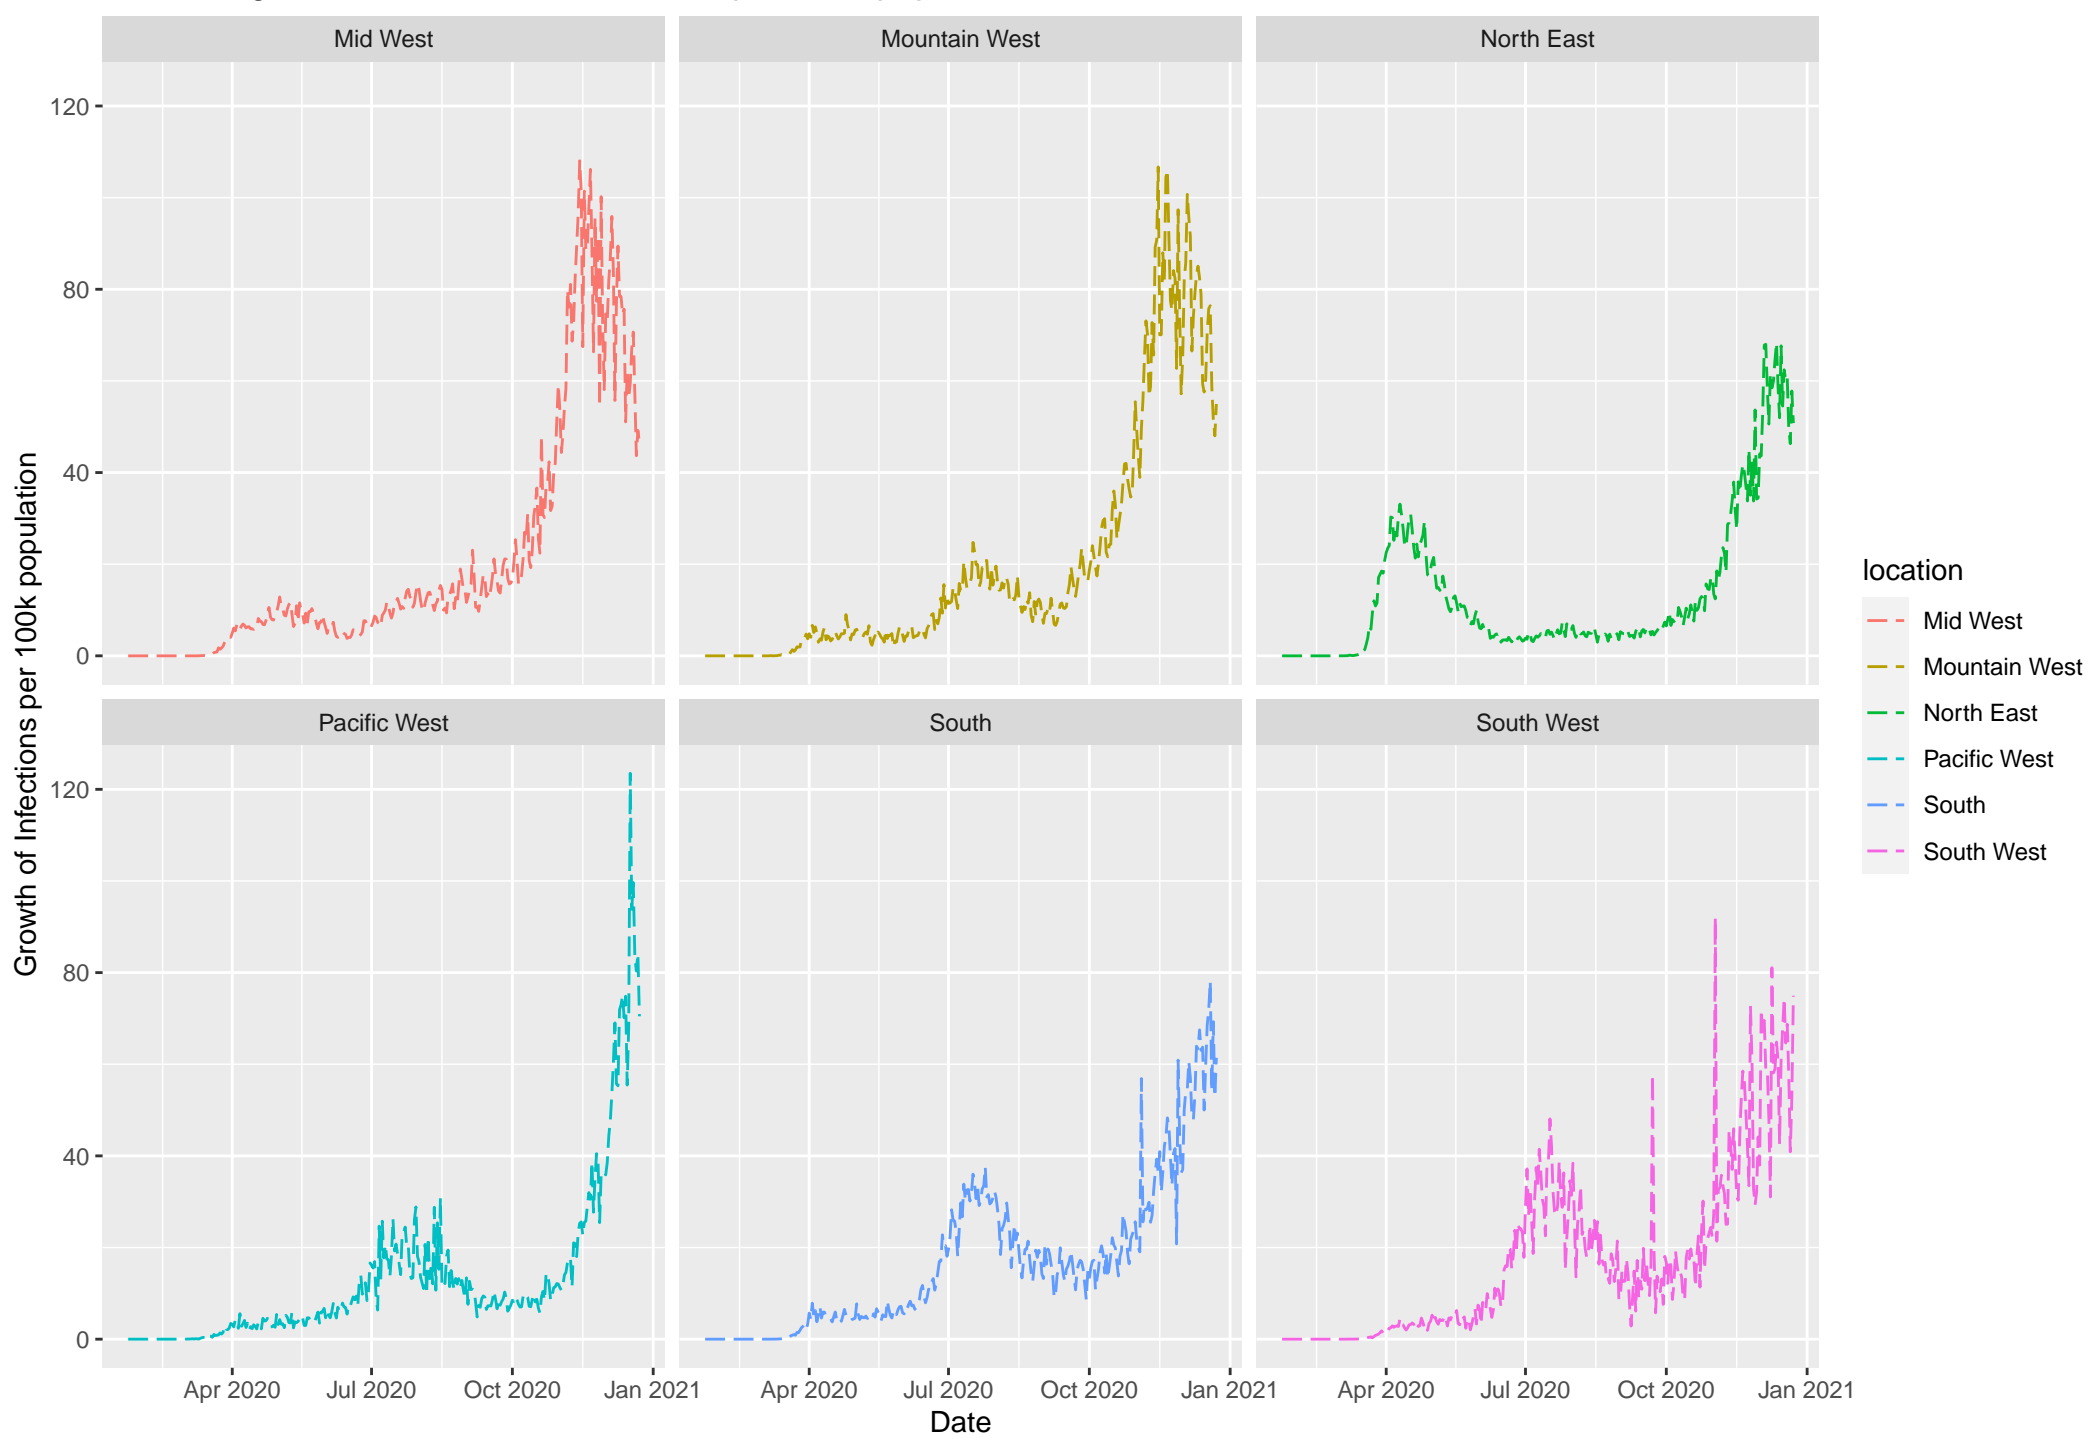 Mid West
Mountain West
North East
120
80
40
0
Pacific West
South
South West
120
80
40
0
Apr 2020
Jul 2020
Oct 2020
Jan 2021
Apr 2020
Jul 2020
Oct 2020
Jan 2021
Apr 2020
Jul 2020
Oct 2020
Jan 2021
Date
Growth of Infections per 100k population
location
Mid West
Mountain West
North East
Pacific West
South
South West